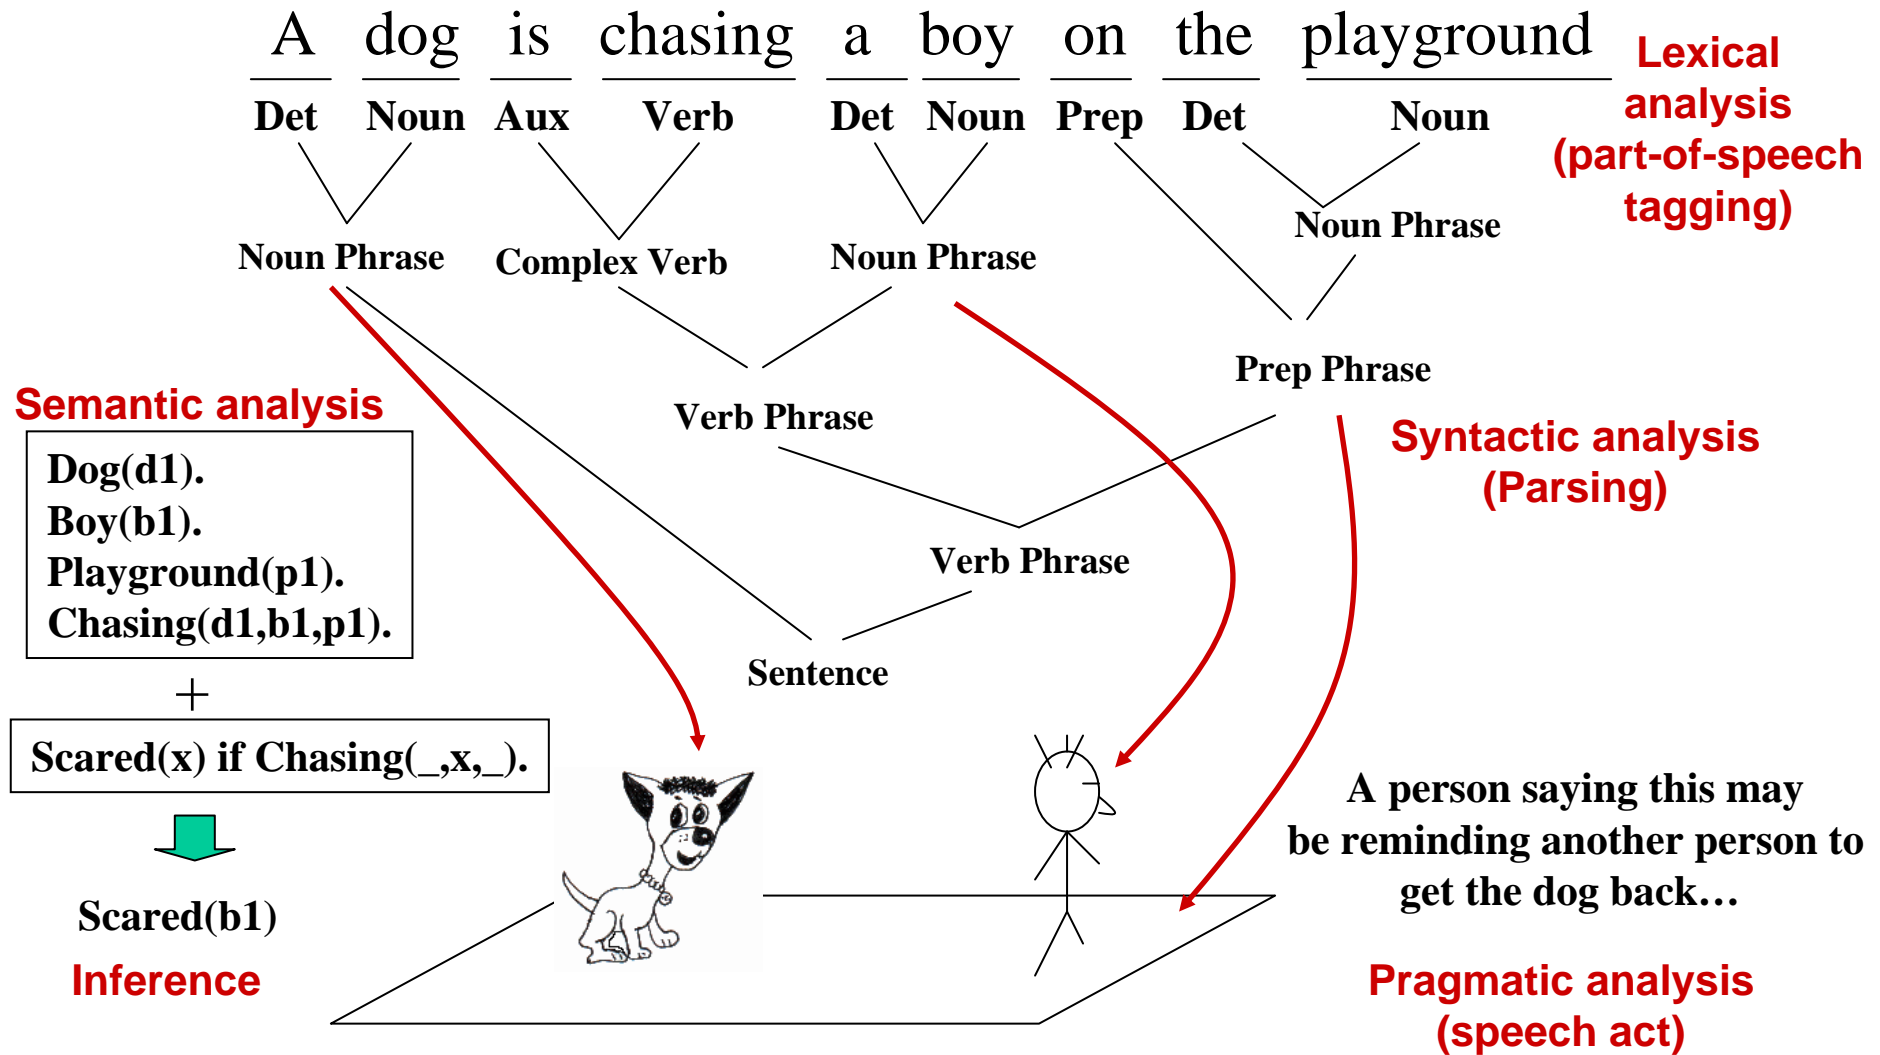 A dog is chasing a boy on the playground
Lexical
analysis
(part-of-speech
tagging)
Det Noun Aux Verb Det Noun Prep Det Noun
Noun Phrase
Noun Phrase Complex Verb Noun Phrase
Prep Phrase
Semantic analysis
Verb Phrase
Syntactic analysis
(Parsing)
Dog(d1).
Boy(b1).
Playground(p1).
Chasing(d1,b1,p1).
Verb Phrase
Sentence
+
Scared(x) if Chasing(_,x,_).
Scared(b1)
Inference
A person saying this may
be reminding another person to
get the dog back…
Pragmatic analysis
(speech act)